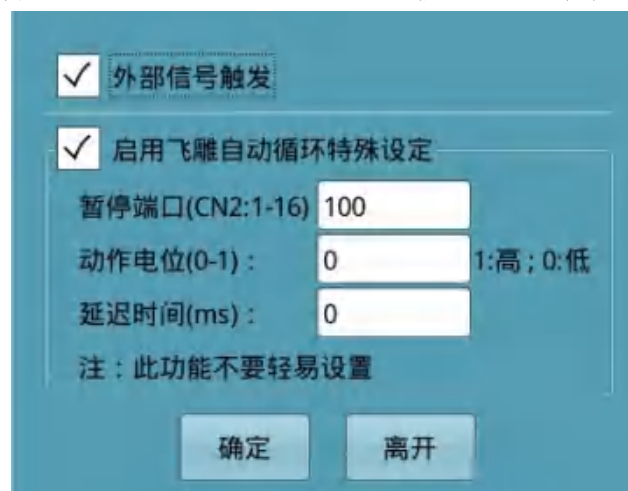 外部信号触发
启用飞雕自动循环特殊设定
暂停端口(CN2:1-16) 100
动作电位(0-1)： 0 1:高 ; 0:低
延迟时间(ms)： 0
注：此功能不要轻易设置
确定 离开